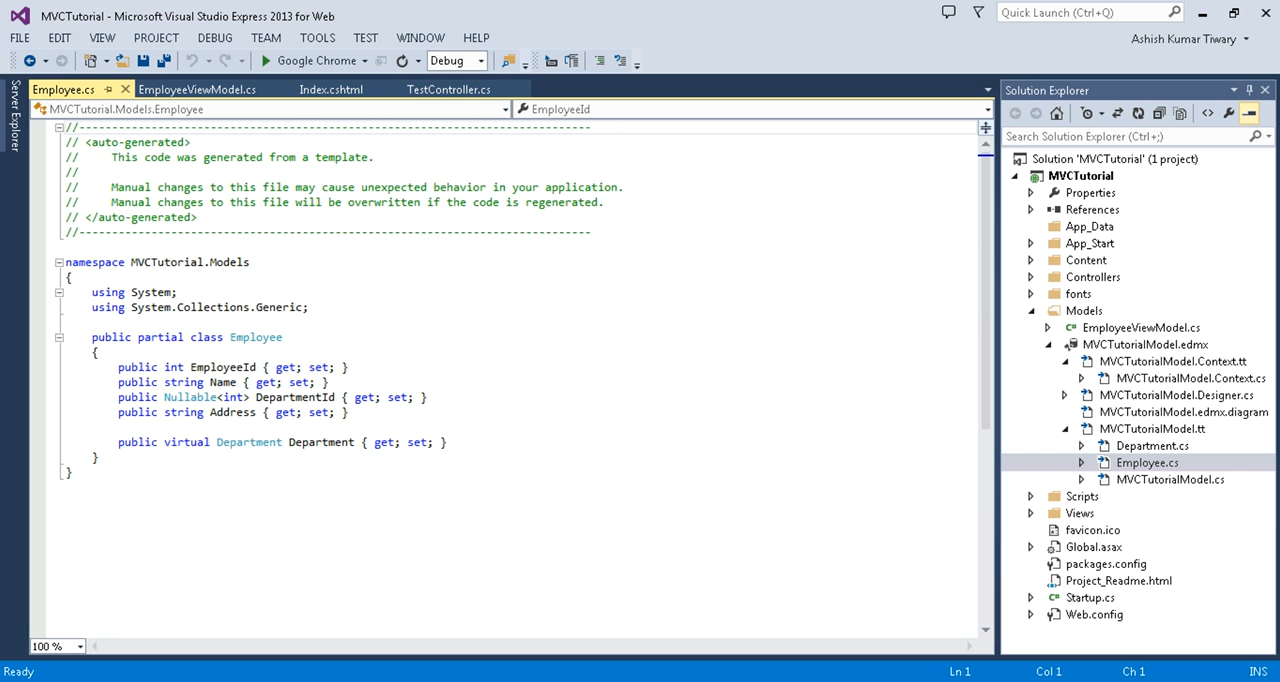 MVCTutorial - Microsoft Visual Studio Express 2013 for Web
Quick Launch (Ctrl+Q)
FILE EDIT VIEW PROJECT DEBUG TEAM TOOLS TEST WINDOW HELP
Ashish Kumar Tiwary
Google Chrome Debug
Server Explorer
Employee.cs EmployeeViewModel.cs Index.cshtml TestController.cs
MVCTutorial.Models.Employee EmployeeId
//------------------------------------------------------------------------------
// <auto-generated>
//     This code was generated from a template.
//
//     Manual changes to this file may cause unexpected behavior in your application.
//     Manual changes to this file will be overwritten if the code is regenerated.
// </auto-generated>
//------------------------------------------------------------------------------
namespace MVCTutorial.Models
{
    using System;
    using System.Collections.Generic;
    public partial class Employee
    {
        public int EmployeeId { get; set; }
        public string Name { get; set; }
        public Nullable<int> DepartmentId { get; set; }
        public string Address { get; set; }
        public virtual Department Department { get; set; }
    }
}
100 %
Solution Explorer
Search Solution Explorer (Ctrl+;)
Solution 'MVCTutorial' (1 project)
MVCTutorial
Properties
References
App_Data
App_Start
Content
Controllers
fonts
Models
EmployeeViewModel.cs
MVCTutorialModel.edmx
MVCTutorialModel.Context.tt
MVCTutorialModel.Context.cs
MVCTutorialModel.Designer.cs
MVCTutorialModel.edmx.diagram
MVCTutorialModel.tt
Department.cs
Employee.cs
MVCTutorialModel.cs
Scripts
Views
favicon.ico
Global.asax
packages.config
Project_Readme.html
Startup.cs
Web.config
Ready Ln 1 Col 1 Ch 1 INS